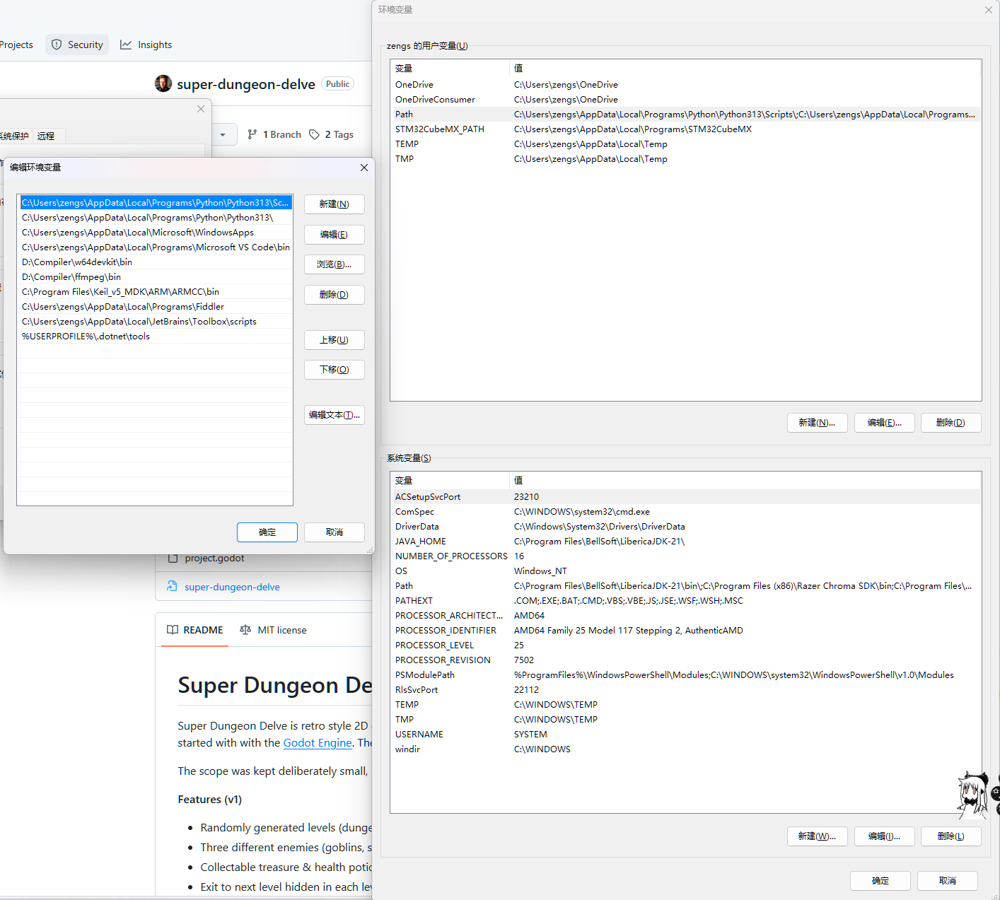 Projects
Security
Insights
super-dungeon-delve
Public
系统保护
远程
1 Branch
2 Tags
编辑环境变量
C:\Users\zengs\AppData\Local\Programs\Python\Python313\Sc...
C:\Users\zengs\AppData\Local\Programs\Python\Python313\
C:\Users\zengs\AppData\Local\Microsoft\WindowsApps
C:\Users\zengs\AppData\Local\Programs\Microsoft VS Code\bin
D:\Compiler\w64devkit\bin
D:\Compiler\ffmpeg\bin
C:\Program Files\Keil_v5_MDK\ARM\ARMCC\bin
C:\Users\zengs\AppData\Local\Programs\Fiddler
C:\Users\zengs\AppData\Local\JetBrains\Toolbox\scripts
%USERPROFILE%\.dotnet\tools
新建(N)
编辑(E)
浏览(B)...
删除(D)
上移(U)
下移(O)
编辑文本(T)...
确定
取消
project.godot
super-dungeon-delve
README
MIT license
Super Dungeon De
Super Dungeon Delve is retro style 2D
started with with the Godot Engine. The
The scope was kept deliberately small,
Features (v1)
• Randomly generated levels (dunge
• Three different enemies (goblins, s
• Collectable treasure & health potio
• Exit to next level hidden in each lev
环境变量
zengs 的用户变量(U)
变量 值
OneDrive C:\Users\zengs\OneDrive
OneDriveConsumer C:\Users\zengs\OneDrive
Path C:\Users\zengs\AppData\Local\Programs\Python\Python313\Scripts\;C:\Users\zengs\AppData\Local\Programs...
STM32CubeMX_PATH C:\Users\zengs\AppData\Local\Programs\STM32CubeMX
TEMP C:\Users\zengs\AppData\Local\Temp
TMP C:\Users\zengs\AppData\Local\Temp
新建(N)... 编辑(E)... 删除(D)
系统变量(S)
变量 值
ACSetupSvcPort 23210
ComSpec C:\WINDOWS\system32\cmd.exe
DriverData C:\Windows\System32\Drivers\DriverData
JAVA_HOME C:\Program Files\BellSoft\LibericaJDK-21\
NUMBER_OF_PROCESSORS 16
OS Windows_NT
Path C:\Program Files\BellSoft\LibericaJDK-21\bin\;C:\Program Files (x86)\Razer Chroma SDK\bin;C:\Program Files\...
PATHEXT .COM;.EXE;.BAT;.CMD;.VBS;.VBE;.JS;.JSE;.WSF;.WSH;.MSC
PROCESSOR_ARCHITECT... AMD64
PROCESSOR_IDENTIFIER AMD64 Family 25 Model 117 Stepping 2, AuthenticAMD
PROCESSOR_LEVEL 25
PROCESSOR_REVISION 7502
PSModulePath %ProgramFiles%\WindowsPowerShell\Modules;C:\WINDOWS\system32\WindowsPowerShell\v1.0\Modules
RlsSvcPort 22112
TEMP C:\WINDOWS\TEMP
TMP C:\WINDOWS\TEMP
USERNAME SYSTEM
windir C:\WINDOWS
新建(W)... 编辑(I)... 删除(L)
确定 取消